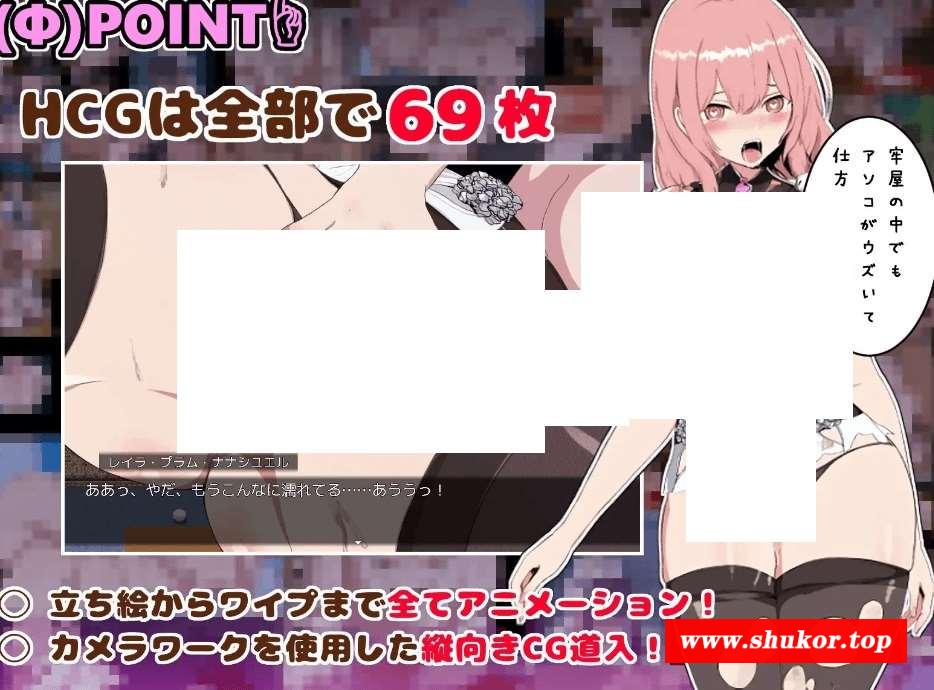 (Φ)POINT
HCGは全部で69枚
牢屋の中でも
アソコがウズいて
仕方
レイラ・プラム・ナナシユエル
ああっ、やだ、もうこんなに濡れてる……あううっ！
○ 立ち絵からワイプまで全てアニメーション！
○ カメラワークを使用した縦向きCG導入！
www.shukor.top